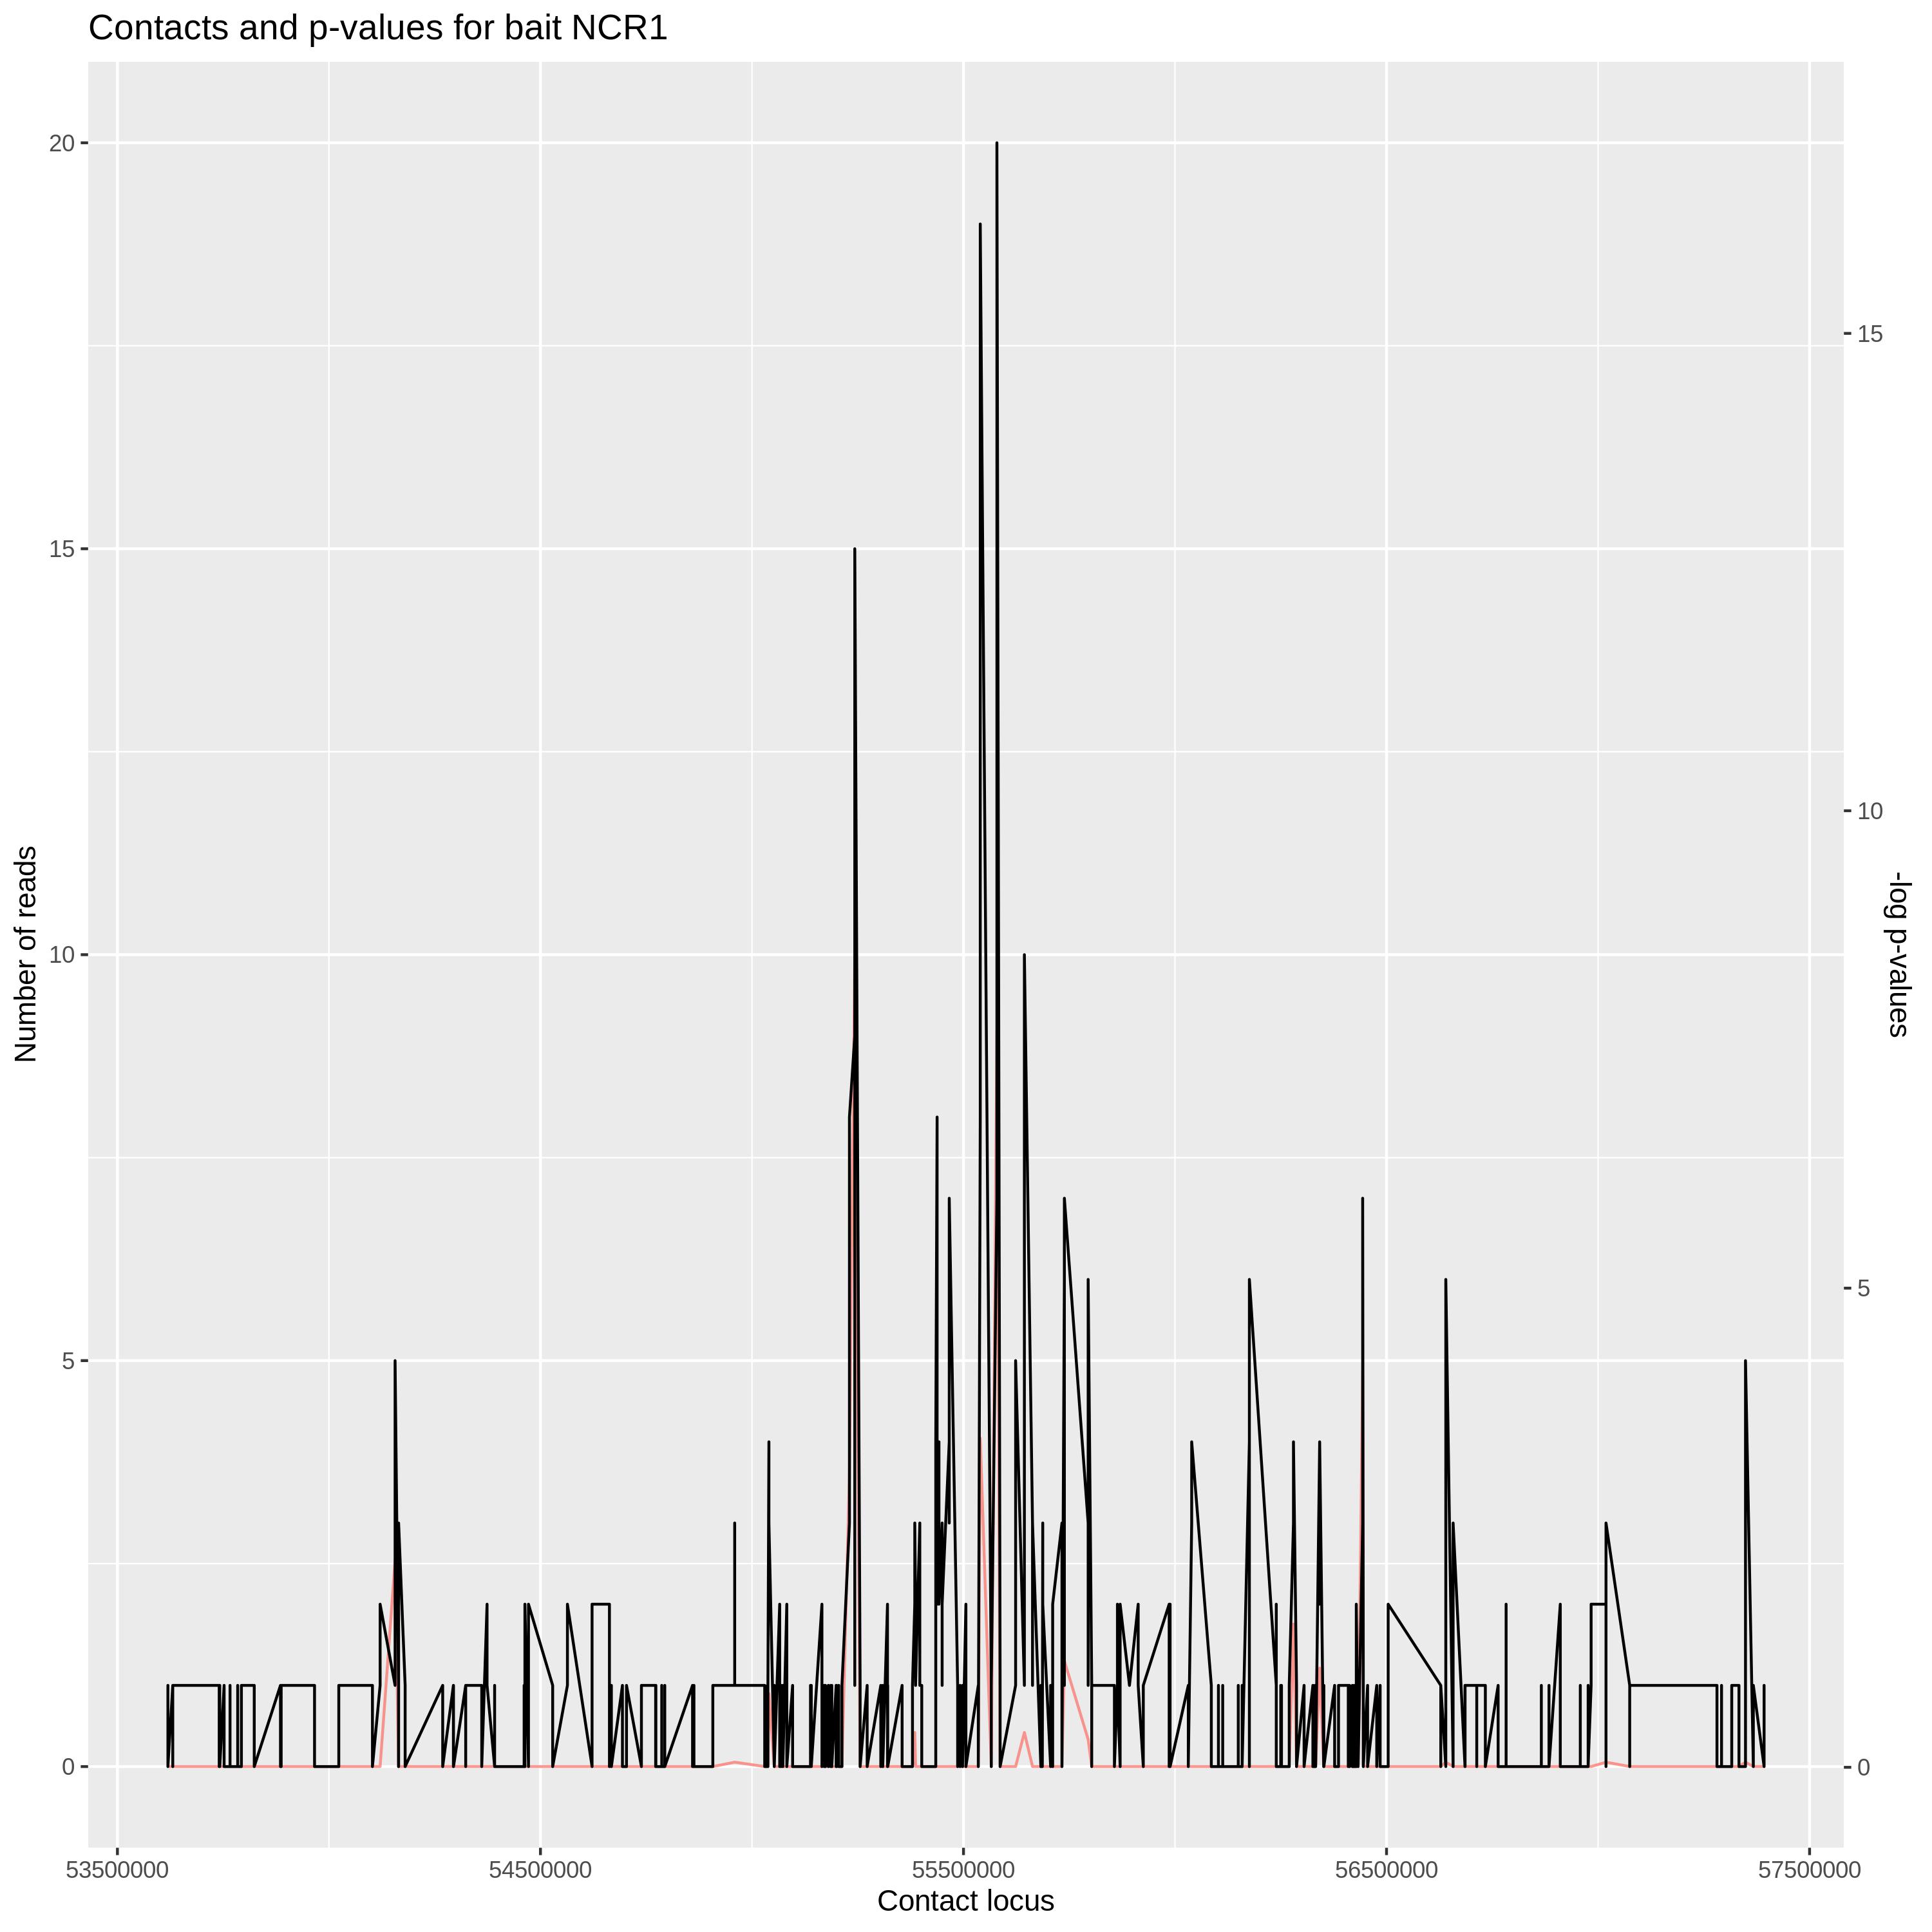 Contacts and p-values for bait NCR1
20
15
10
5
0
Number of reads
15
10
5
0
-log p-values
53500000 54500000 55500000 56500000 57500000
Contact locus